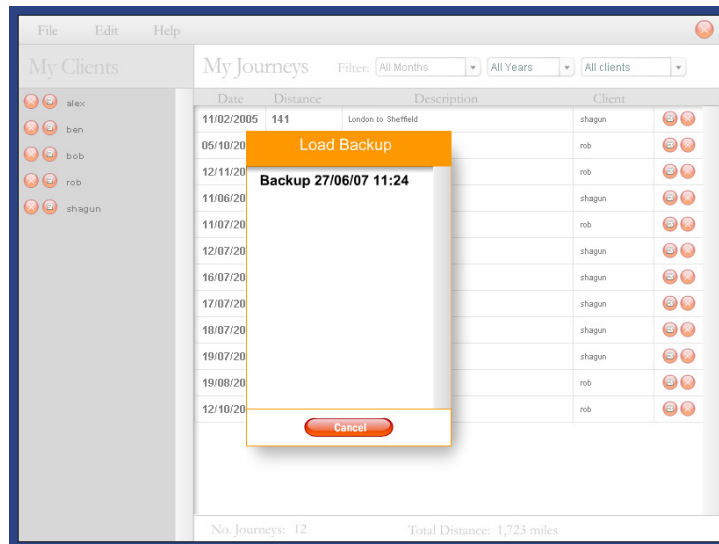 File Edit Help
My Clients
My Journeys Filter: All Months All Years All clients
Date Distance Description Client
alex
ben
bob
rob
shagun
11/02/2005 141 London to Sheffield shagun
05/10/20 rob
12/11/20 rob
11/06/20 shagun
11/07/20 rob
12/07/20 shagun
16/07/20 shagun
17/07/20 shagun
18/07/20 shagun
19/07/20 shagun
19/08/20 rob
12/10/20 rob
Load Backup
Backup 27/06/07 11:24
Cancel
No. Journeys: 12 Total Distance: 1,723 miles